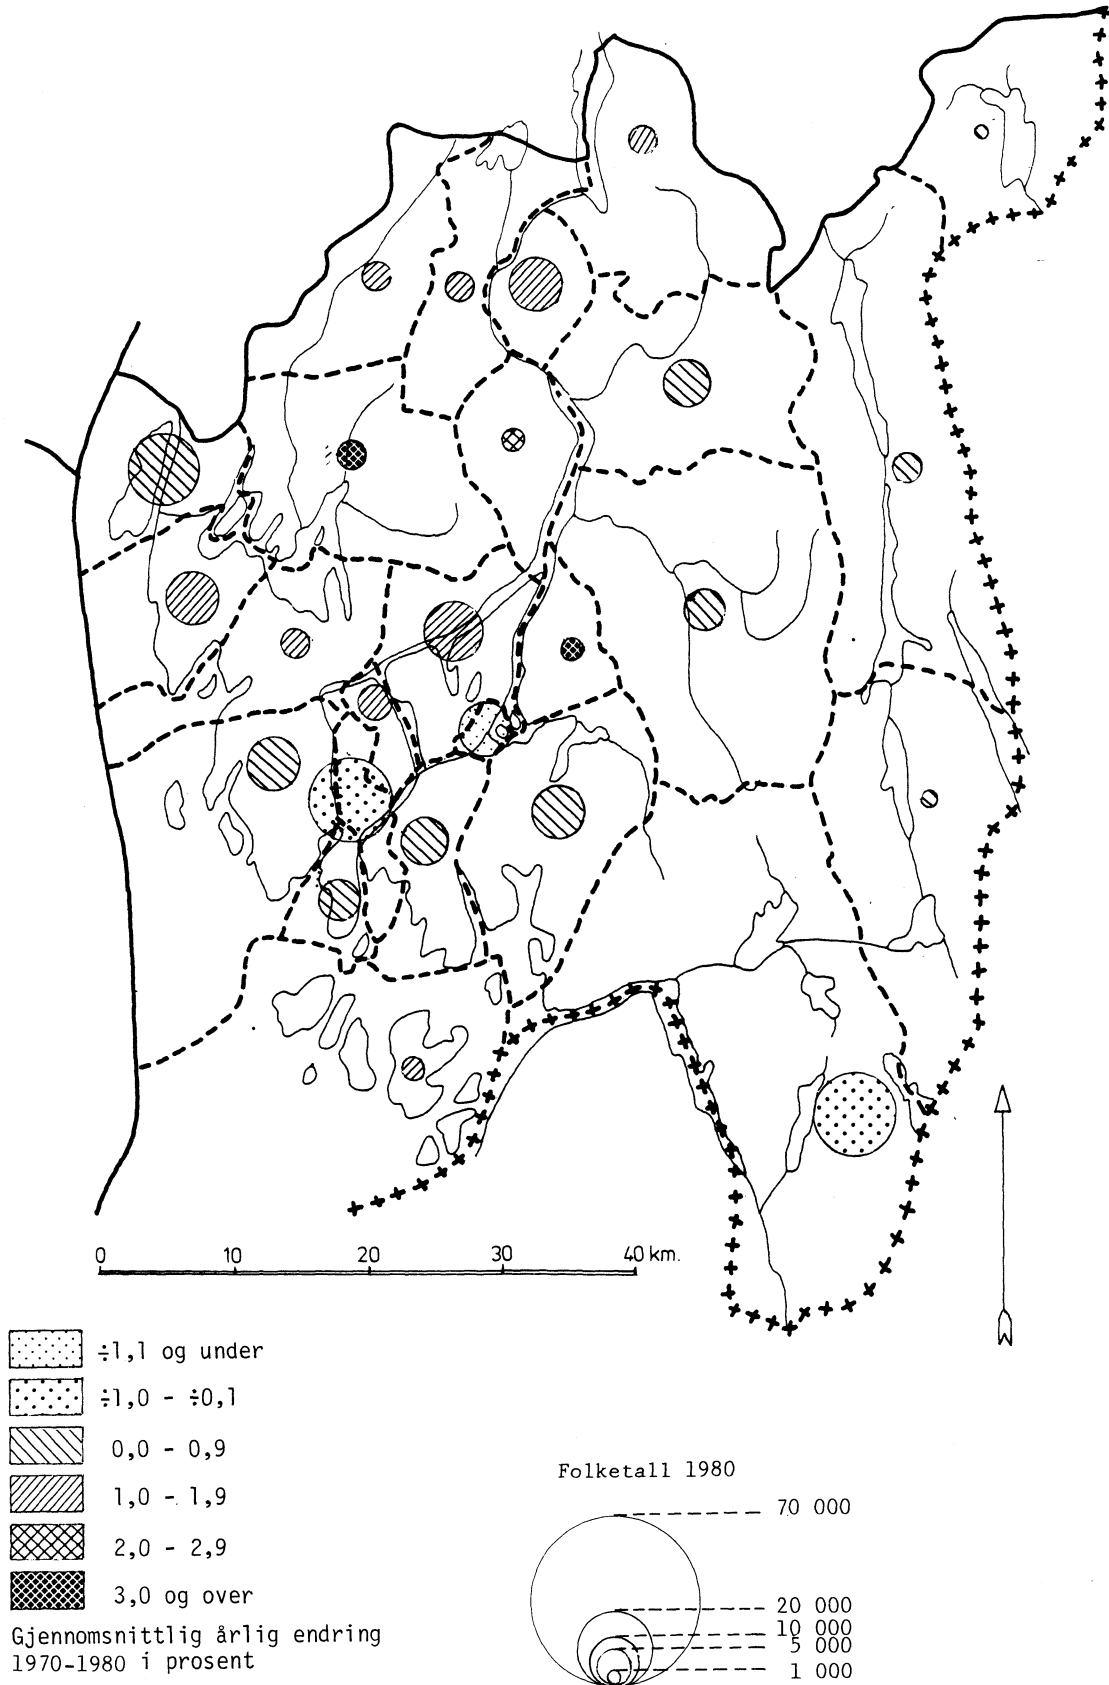 0 10 20 30 40 km.
÷1,1 og under
÷1,0 - ÷0,1
0,0 - 0,9
1,0 - 1,9
2,0 - 2,9
3,0 og over
Gjennomsnittlig årlig endring
1970-1980 i prosent
Folketall 1980
70 000
20 000
10 000
5 000
1 000